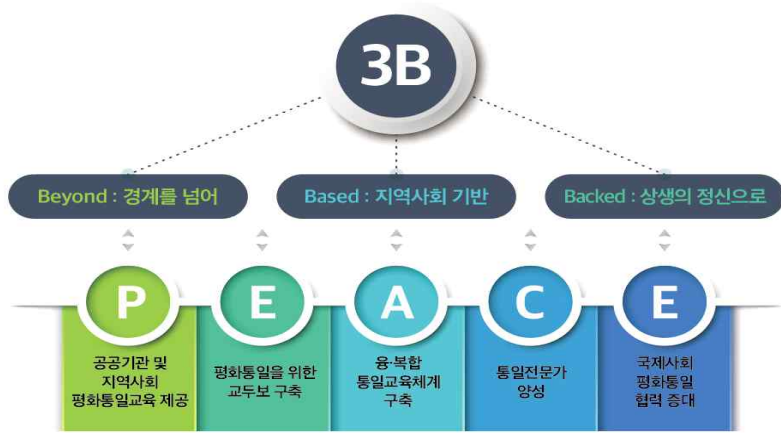 3B
Beyond : 경계를 넘어
Based : 지역사회 기반
Backed : 상생의 정신으로
P
E
A
C
E
공공기관 및
지역사회
평화통일교육 제공
평화통일을 위한
교두보 구축
융·복합
통일교육체계
구축
통일전문가
양성
국제사회
평화통일
협력 증대